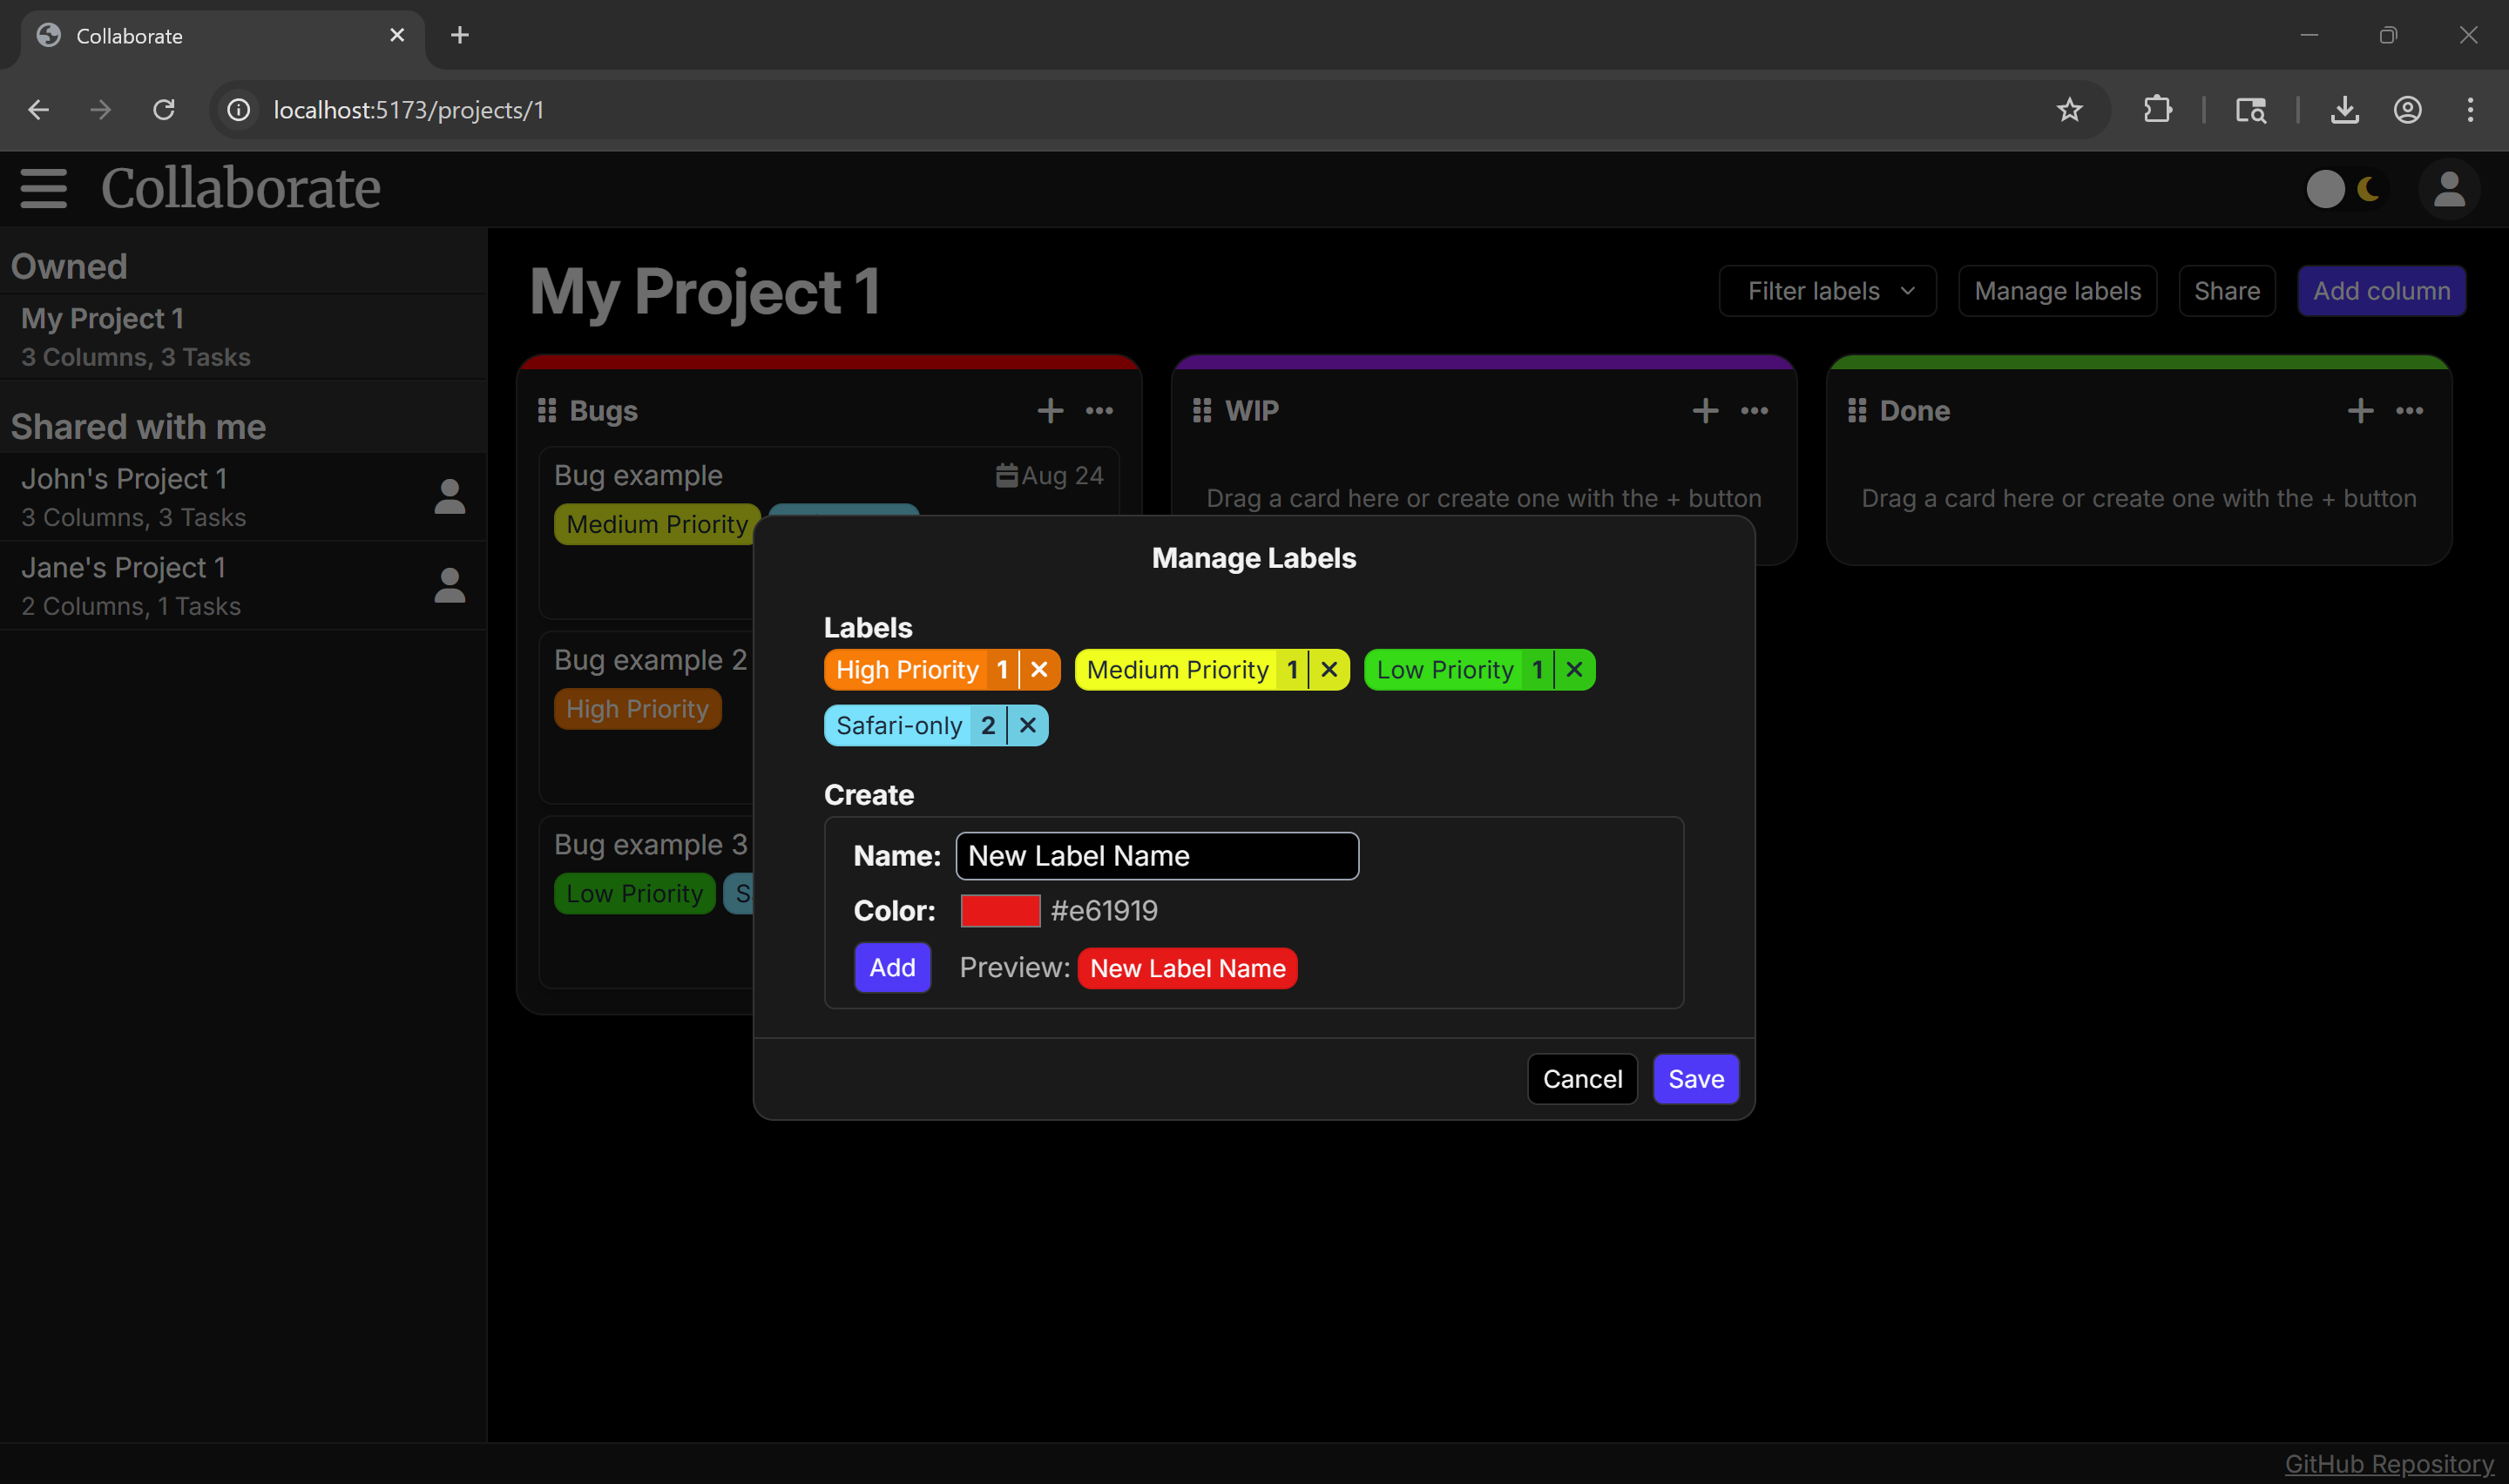 Collaborate
localhost:5173/projects/1
Collaborate
Owned
My Project 1
3 Columns, 3 Tasks
Shared with me
John's Project 1
3 Columns, 3 Tasks
Jane's Project 1
2 Columns, 1 Tasks
My Project 1
Filter labels
Manage labels
Share
Add column
Bugs
Bug example
Aug 24
Medium Priority
Bug example 2
High Priority
Bug example 3
Low Priority
S
WIP
Drag a card here or create one with the + button
Done
Drag a card here or create one with the + button
Manage Labels
Labels
High Priority 1
Medium Priority 1
Low Priority 1
Safari-only 2
Create
Name: New Label Name
Color: #e61919
Add
Preview: New Label Name
Cancel
Save
GitHub Repository